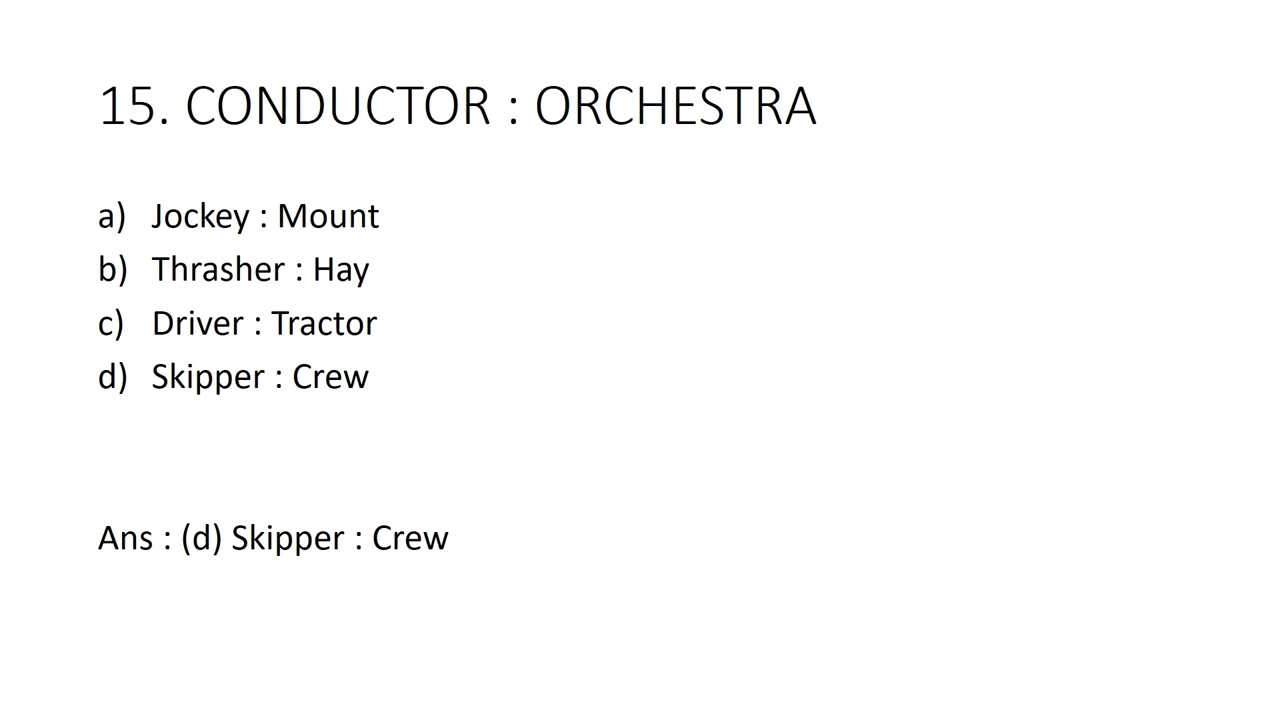 15. CONDUCTOR : ORCHESTRA
a) Jockey : Mount
b) Thrasher : Hay
c) Driver : Tractor
d) Skipper : Crew
Ans : (d) Skipper : Crew